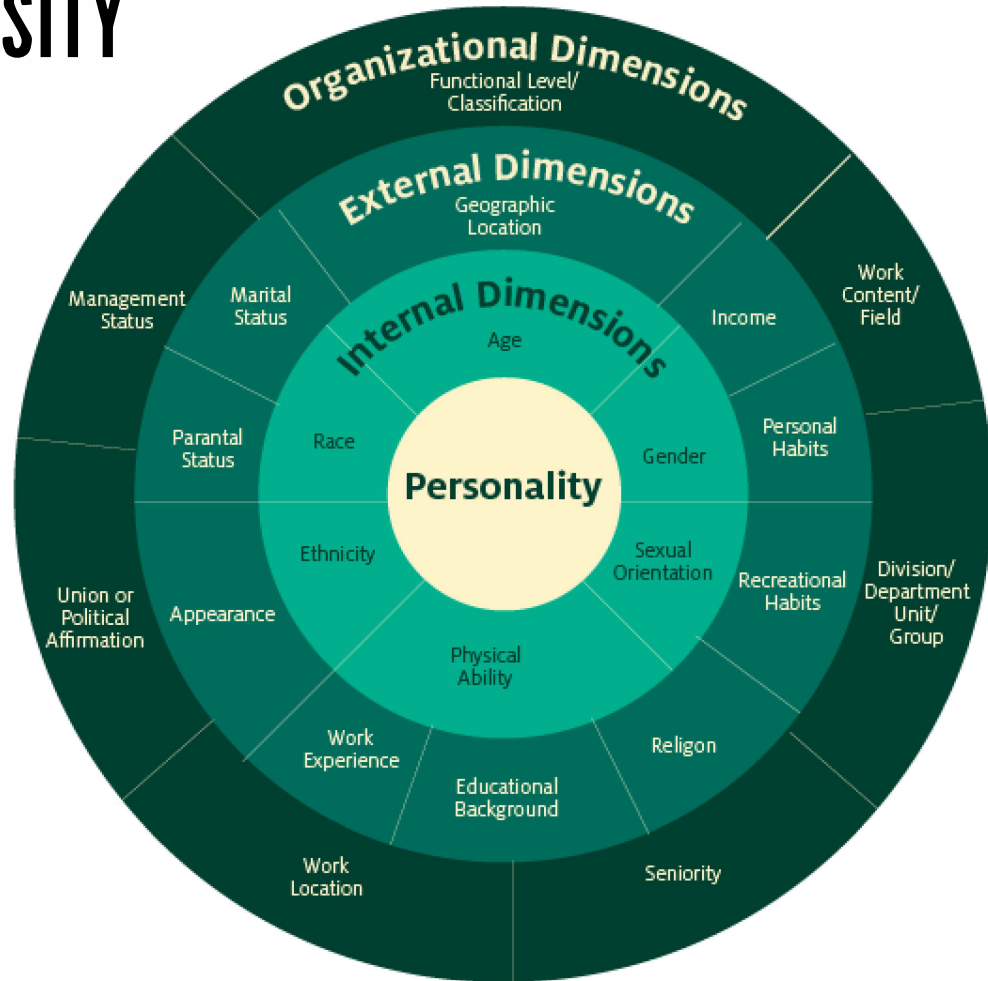 SITY
Organizational Dimensions
Functional Level/
Classification
External Dimensions
Geographic
Location
Internal Dimensions
Age
Management
Status
Marital
Status
Income
Work
Content/
Field
Parantal
Status
Race
Personality
Gender
Personal
Habits
Union or
Political
Affirmation
Appearance
Ethnicity
Sexual
Orientation
Recreational
Habits
Division/
Department
Unit/
Group
Physical
Ability
Work
Experience
Educational
Background
Religon
Work
Location
Seniority